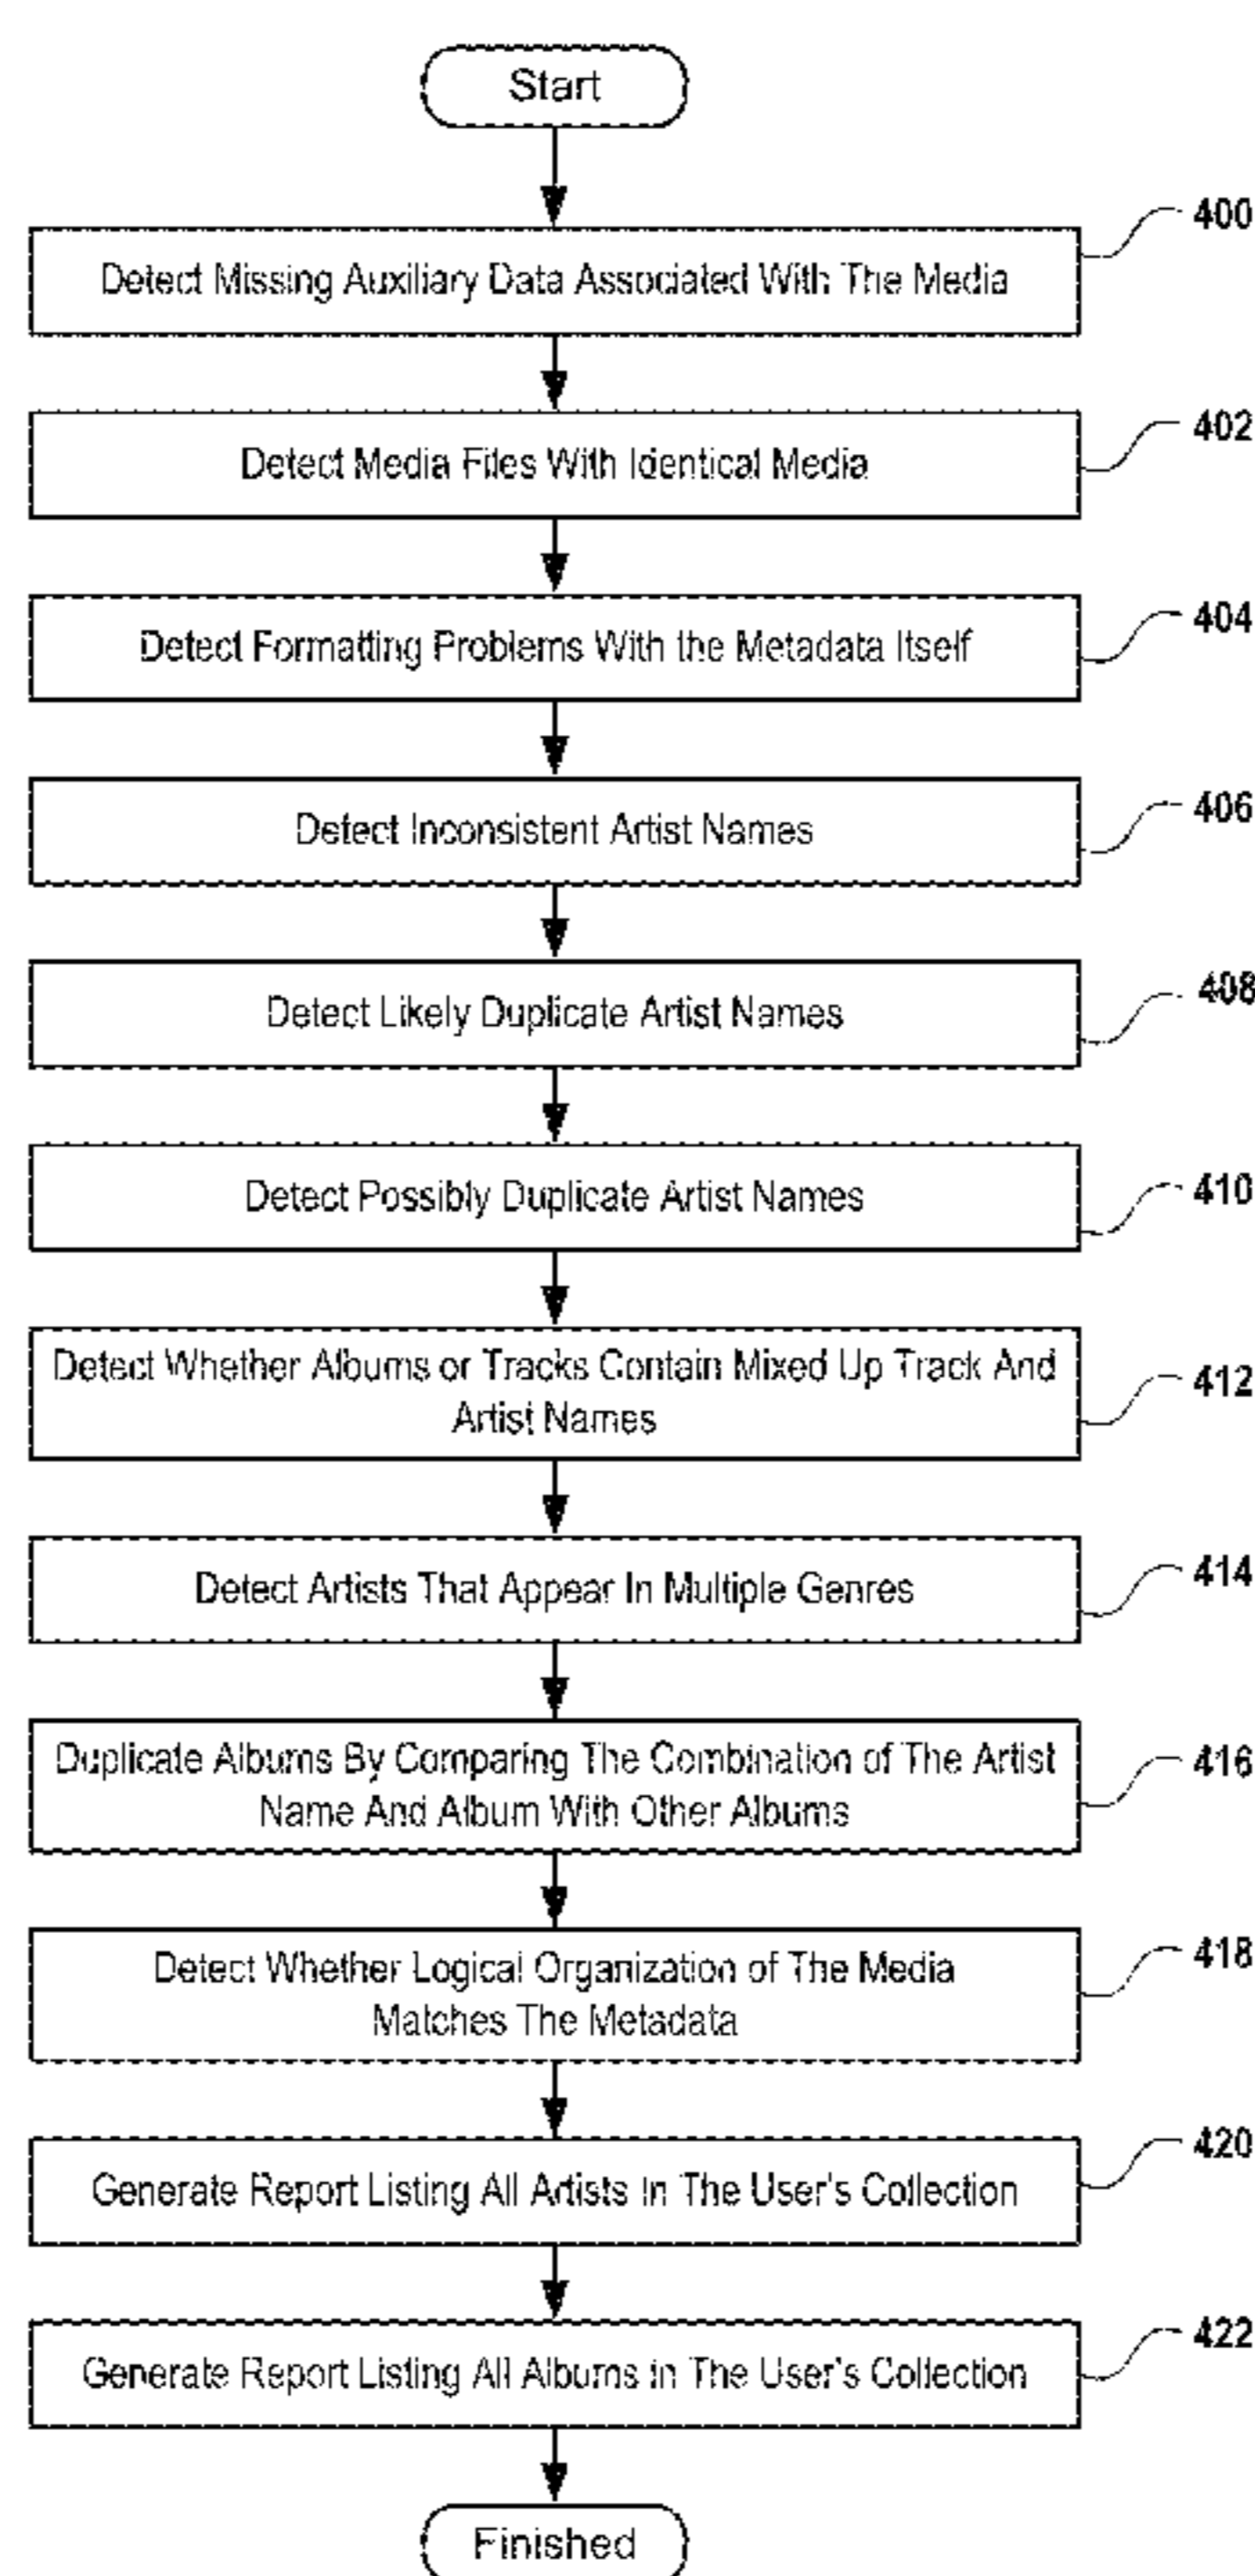 Start
400
Detect Missing Auxiliary Data Associated With The Media
402
Detect Media Files With Identical Media
404
Detect Formatting Problems With the Metadata Itself
406
Detect Inconsistent Artist Names
408
Detect Likely Duplicate Artist Names
410
Detect Possibly Duplicate Artist Names
412
Detect Whether Albums or Tracks Contain Mixed Up Track And
Artist Names
414
Detect Artists That Appear In Multiple Genres
416
Duplicate Albums By Comparing The Combination of The Artist
Name And Album With Other Albums
418
Detect Whether Logical Organization of The Media
Matches The Metadata
420
Generate Report Listing All Artists In The User's Collection
422
Generate Report Listing All Albums in The User's Collection
Finished